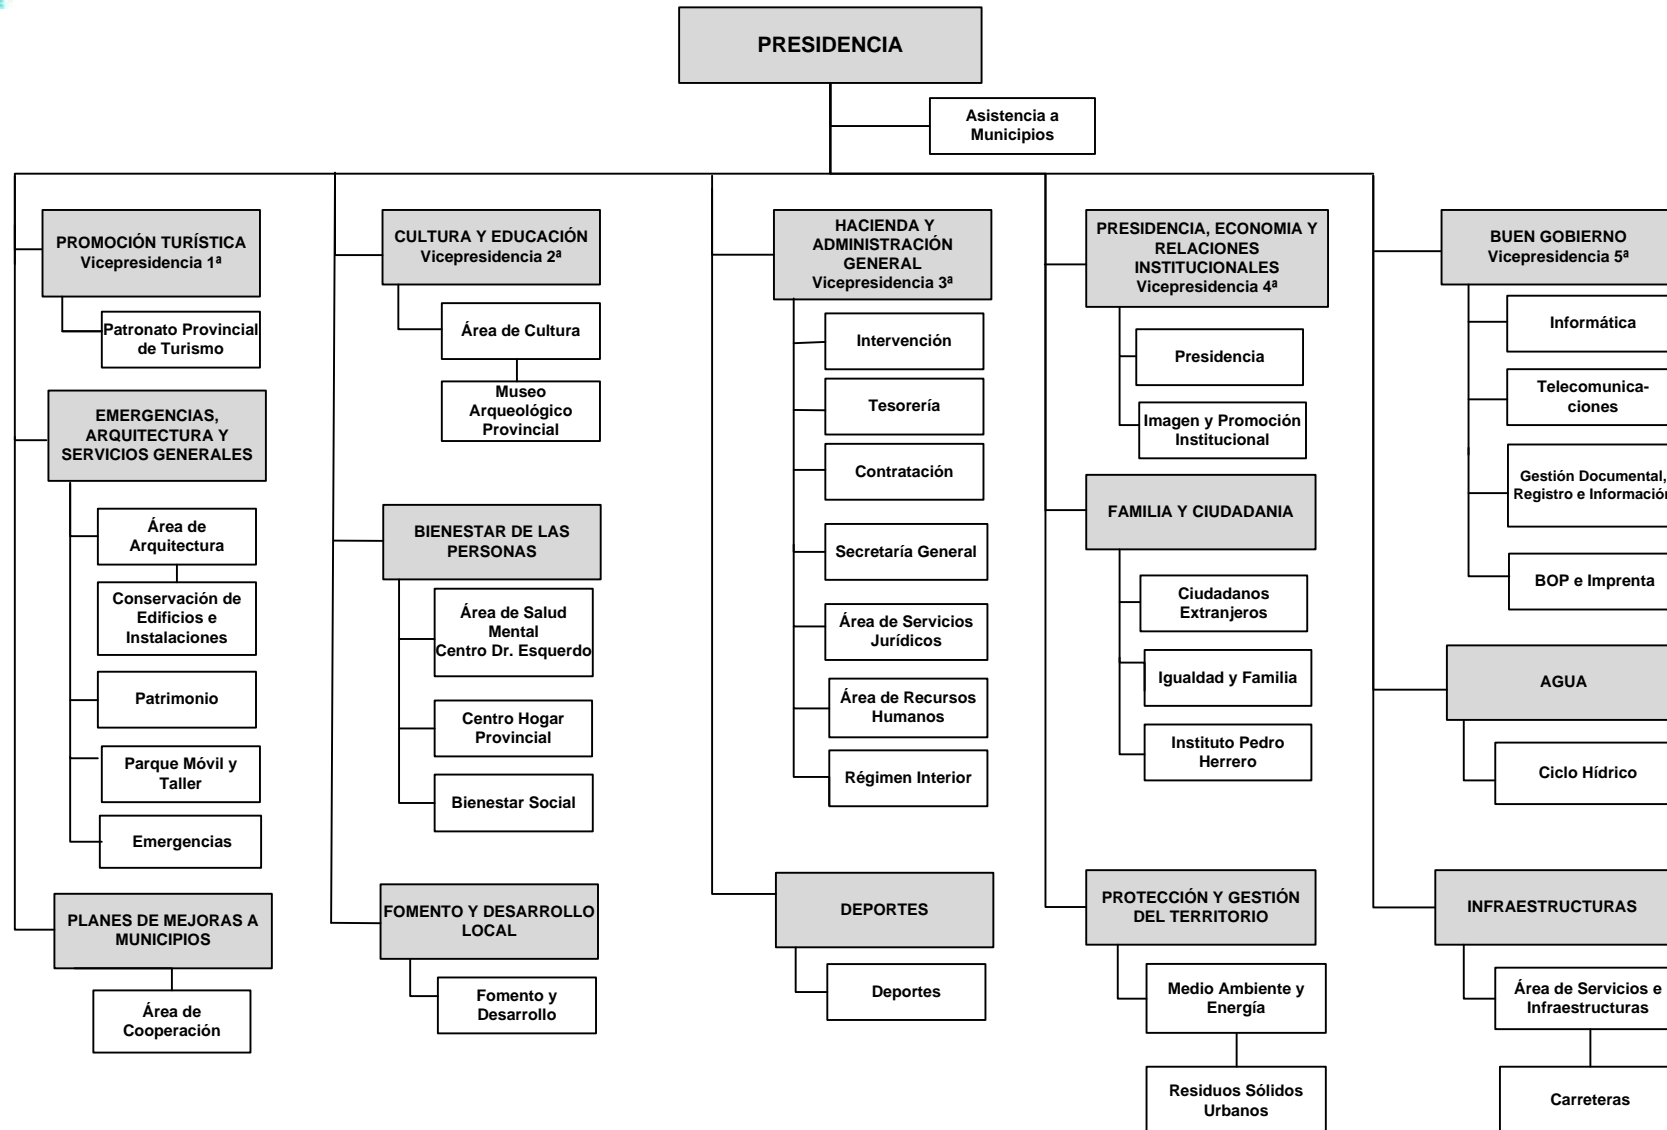 PRESIDENCIA
Asistencia a
Municipios
PROMOCIÓN TURÍSTICA
Vicepresidencia 1ª
Patronato Provincial
de Turismo
EMERGENCIAS,
ARQUITECTURA Y
SERVICIOS GENERALES
Área de
Arquitectura
Conservación de
Edificios e
Instalaciones
Patrimonio
Parque Móvil y
Taller
Emergencias
PLANES DE MEJORAS A
MUNICIPIOS
Área de
Cooperación
CULTURA Y EDUCACIÓN
Vicepresidencia 2ª
Área de Cultura
Museo
Arqueológico
Provincial
BIENESTAR DE LAS
PERSONAS
Área de Salud
Mental
Centro Dr. Esquerdo
Centro Hogar
Provincial
Bienestar Social
FOMENTO Y DESARROLLO
LOCAL
Fomento y
Desarrollo
HACIENDA Y
ADMINISTRACIÓN
GENERAL
Vicepresidencia 3ª
Intervención
Tesorería
Contratación
Secretaría General
Área de Servicios
Jurídicos
Área de Recursos
Humanos
Régimen Interior
DEPORTES
Deportes
PRESIDENCIA, ECONOMIA Y
RELACIONES
INSTITUCIONALES
Vicepresidencia 4ª
Presidencia
Imagen y Promoción
Institucional
FAMILIA Y CIUDADANIA
Ciudadanos
Extranjeros
Igualdad y Familia
Instituto Pedro
Herrero
PROTECCIÓN Y GESTIÓN
DEL TERRITORIO
Medio Ambiente y
Energía
Residuos Sólidos
Urbanos
BUEN GOBIERNO
Vicepresidencia 5ª
Informática
Telecomunica-
ciones
Gestión Documental,
Registro e Información
BOP e Imprenta
AGUA
Ciclo Hídrico
INFRAESTRUCTURAS
Área de Servicios e
Infraestructuras
Carreteras